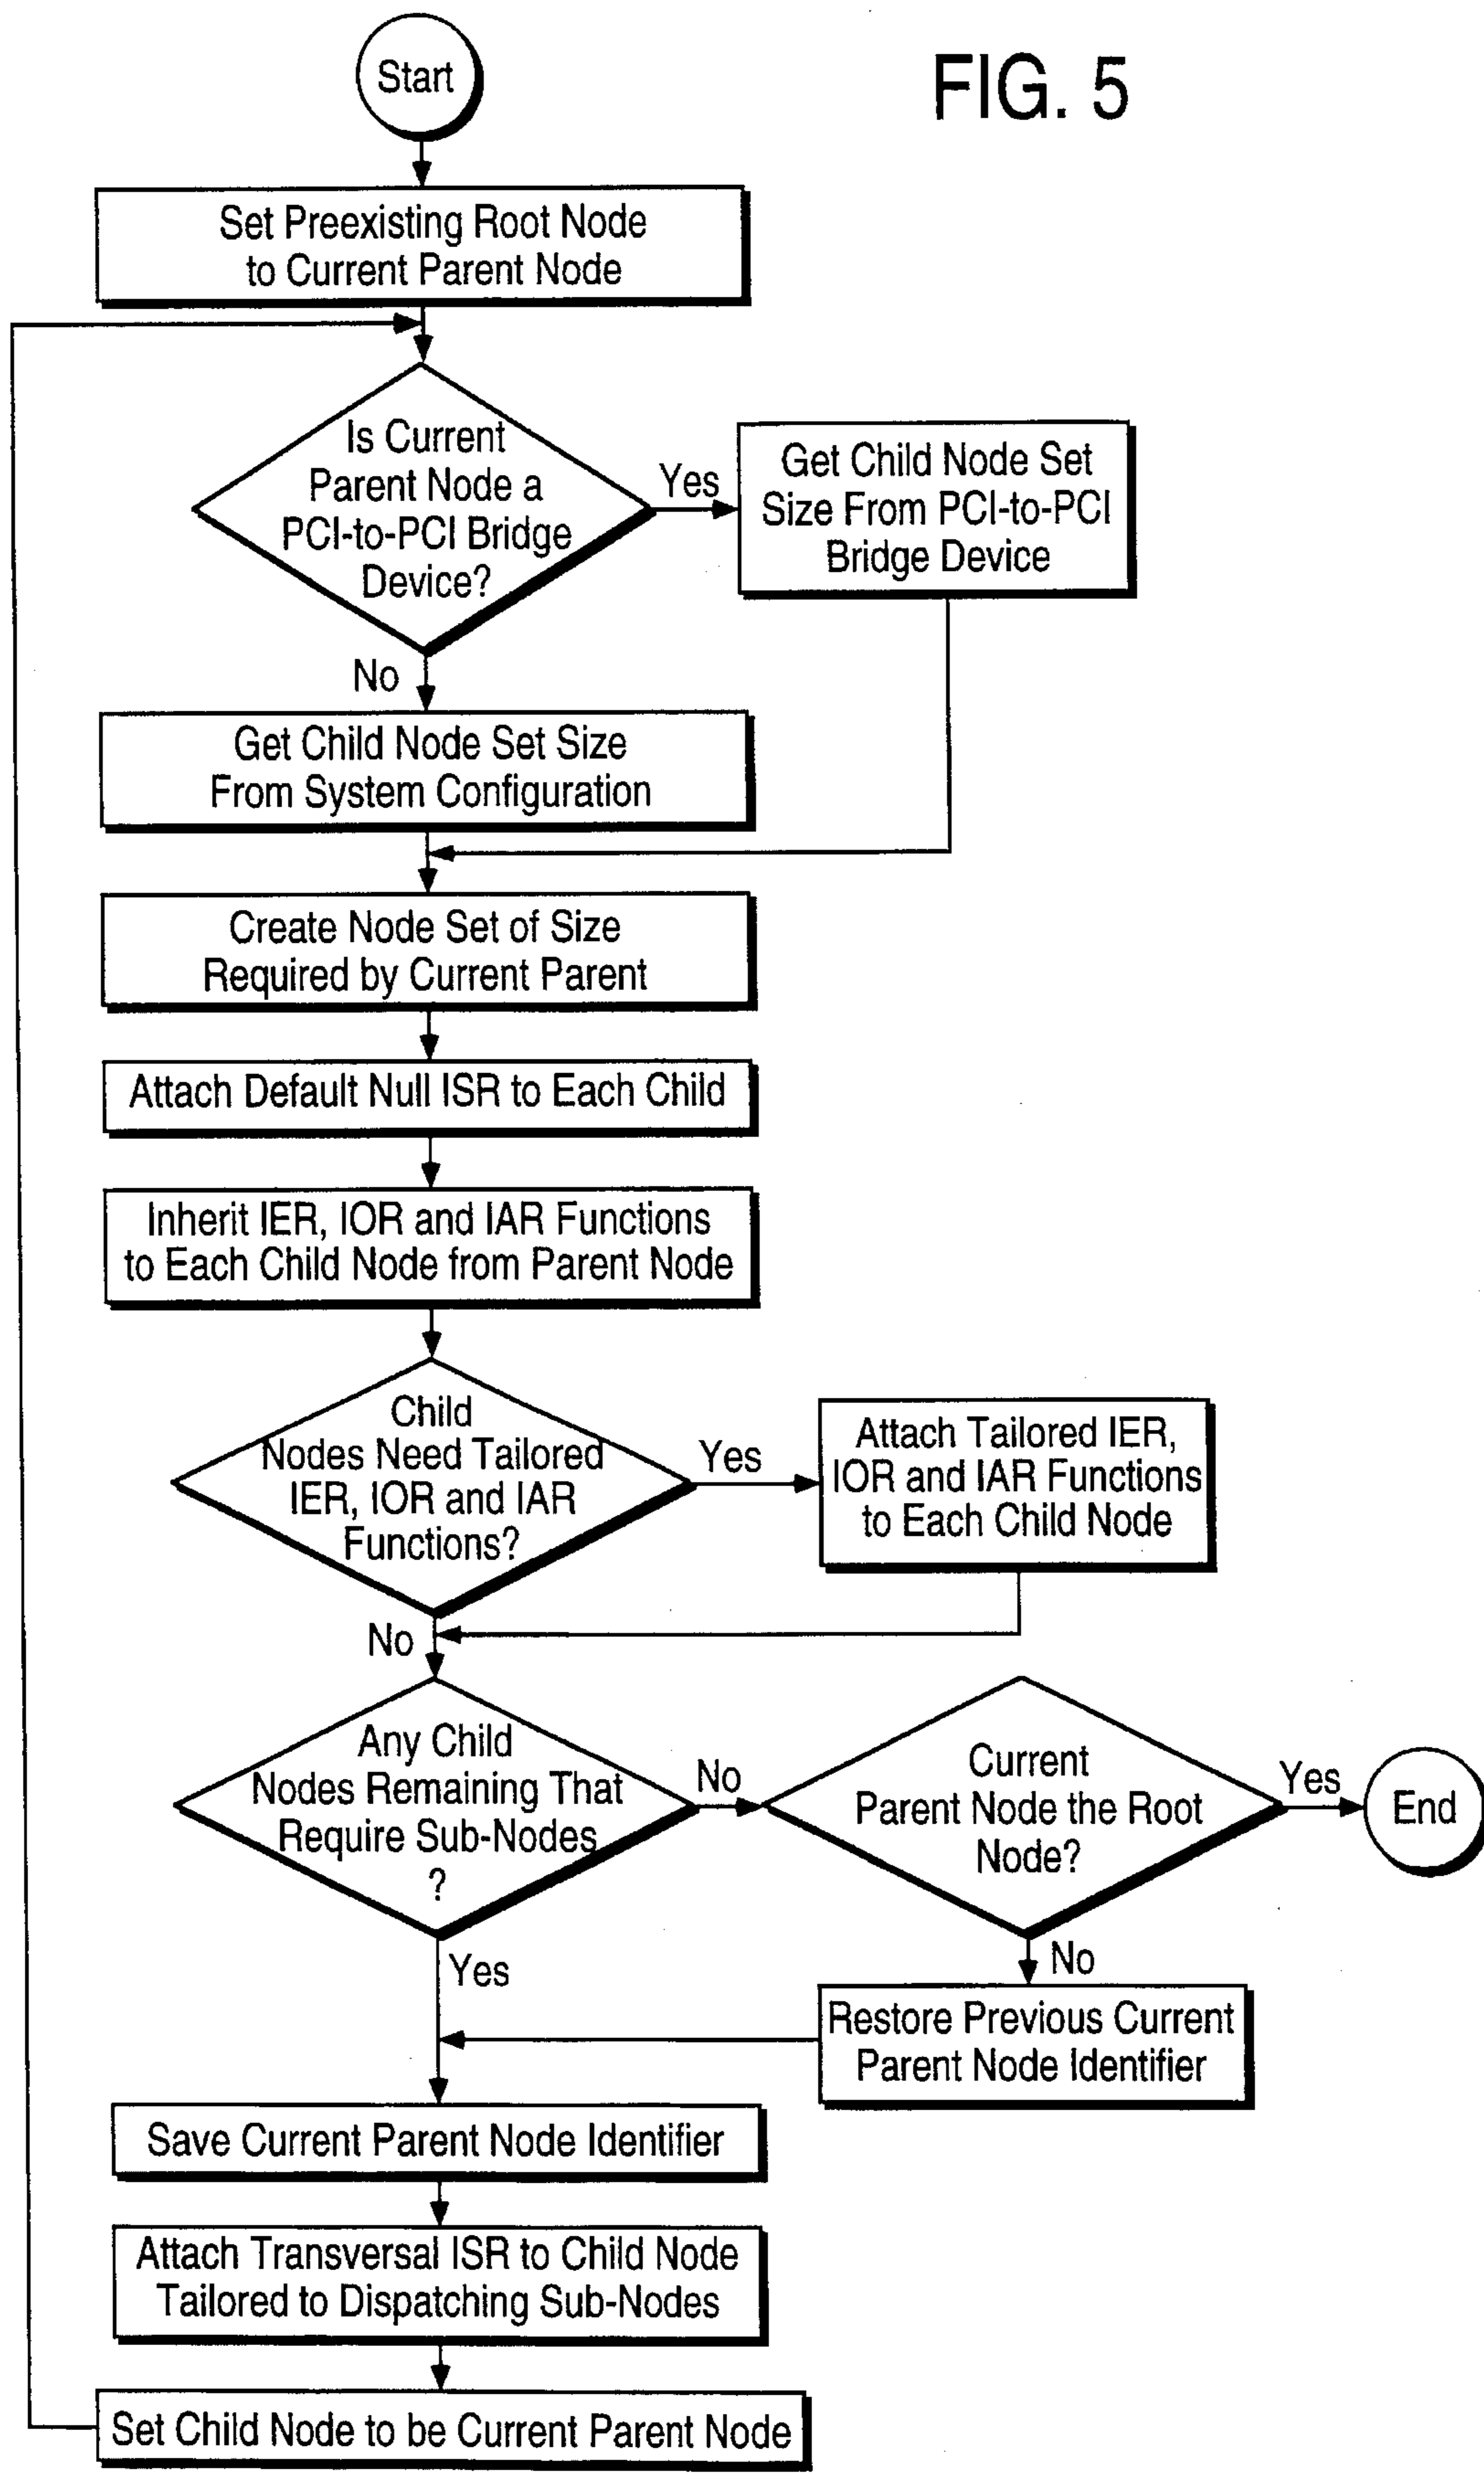 FIG. 5
Start
Set Preexisting Root Node
to Current Parent Node
Is Current
Parent Node a
PCI-to-PCI Bridge
Device?
Yes
Get Child Node Set
Size From PCI-to-PCI
Bridge Device
No
Get Child Node Set Size
From System Configuration
Create Node Set of Size
Required by Current Parent
Attach Default Null ISR to Each Child
Inherit IER, IOR and IAR Functions
to Each Child Node from Parent Node
Child
Nodes Need Tailored
IER, IOR and IAR
Functions?
Yes
Attach Tailored IER,
IOR and IAR Functions
to Each Child Node
No
Any Child
Nodes Remaining That
Require Sub-Nodes
?
No
Current
Parent Node the Root
Node?
Yes
End
Yes
No
Restore Previous Current
Parent Node Identifier
Save Current Parent Node Identifier
Attach Transversal ISR to Child Node
Tailored to Dispatching Sub-Nodes
Set Child Node to be Current Parent Node